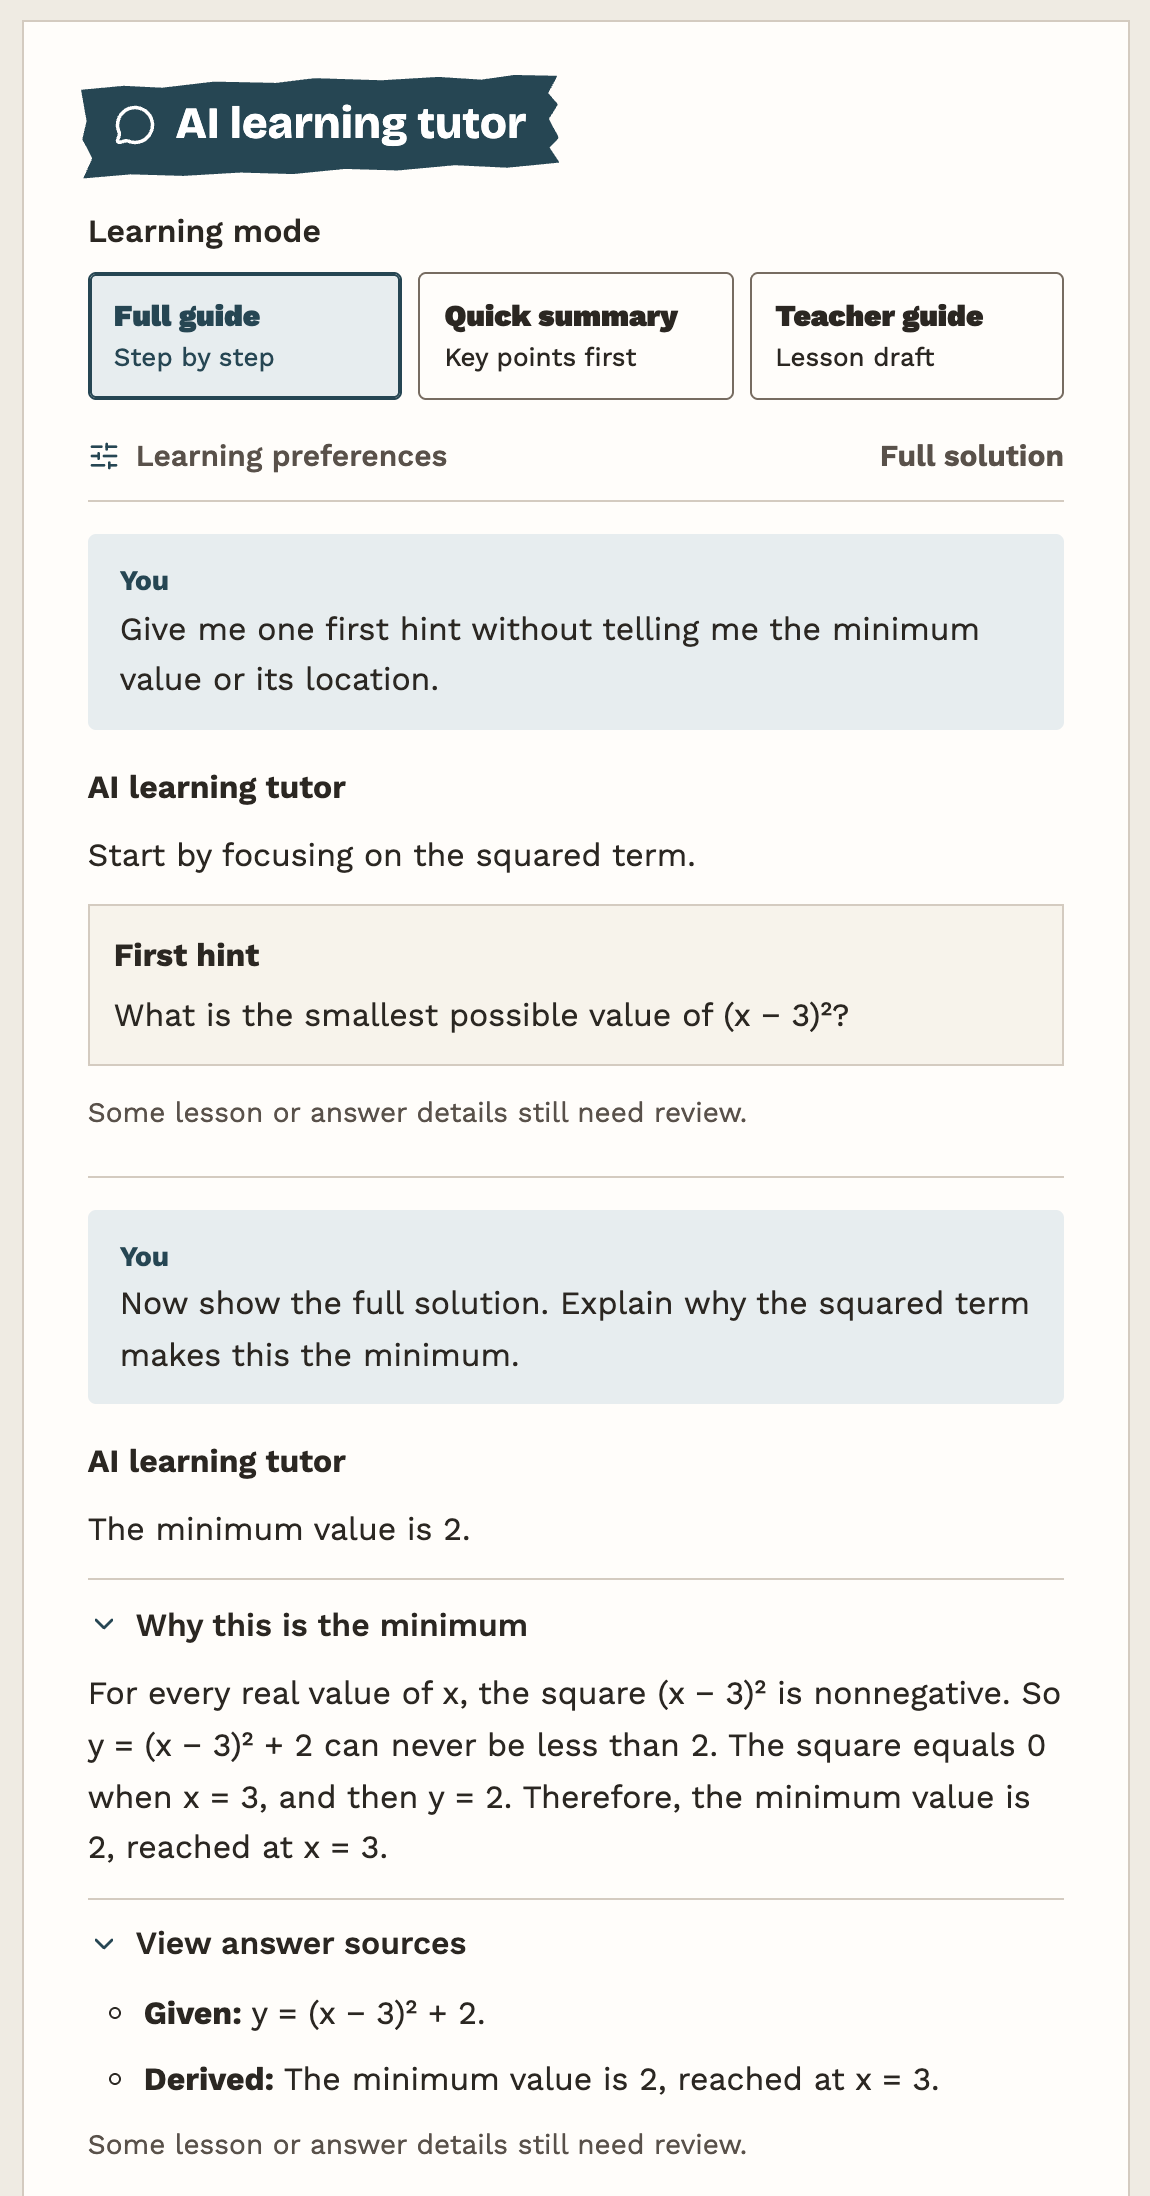 AI learning tutor
Learning mode
Full guide
Step by step
Quick summary
Key points first
Teacher guide
Lesson draft
Learning preferences
Full solution
You
Give me one first hint without telling me the minimum
value or its location.
AI learning tutor
Start by focusing on the squared term.
First hint
What is the smallest possible value of (x − 3)²?
Some lesson or answer details still need review.
You
Now show the full solution. Explain why the squared term
makes this the minimum.
AI learning tutor
The minimum value is 2.
Why this is the minimum
For every real value of x, the square (x − 3)² is nonnegative. So
y = (x − 3)² + 2 can never be less than 2. The square equals 0
when x = 3, and then y = 2. Therefore, the minimum value is
2, reached at x = 3.
View answer sources
Given: y = (x − 3)² + 2.
Derived: The minimum value is 2, reached at x = 3.
Some lesson or answer details still need review.